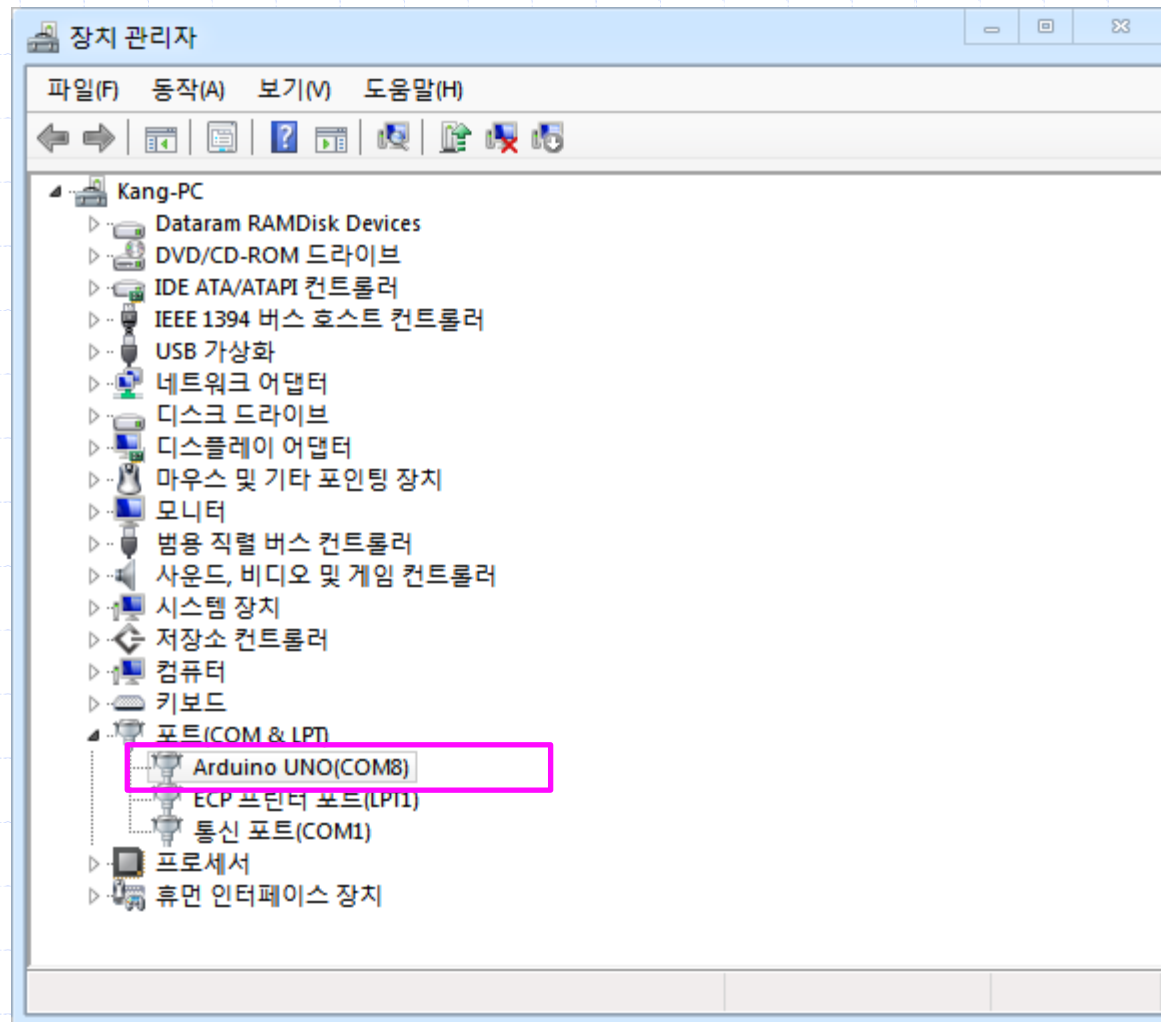 장치 관리자
파일(F) 동작(A) 보기(V) 도움말(H)
Kang-PC
Dataram RAMDisk Devices
DVD/CD-ROM 드라이브
IDE ATA/ATAPI 컨트롤러
IEEE 1394 버스 호스트 컨트롤러
USB 가상화
네트워크 어댑터
디스크 드라이브
디스플레이 어댑터
마우스 및 기타 포인팅 장치
모니터
범용 직렬 버스 컨트롤러
사운드, 비디오 및 게임 컨트롤러
시스템 장치
저장소 컨트롤러
컴퓨터
키보드
포트(COM & LPT)
Arduino UNO(COM8)
ECP 프린터 포트(LPT1)
통신 포트(COM1)
프로세서
휴먼 인터페이스 장치